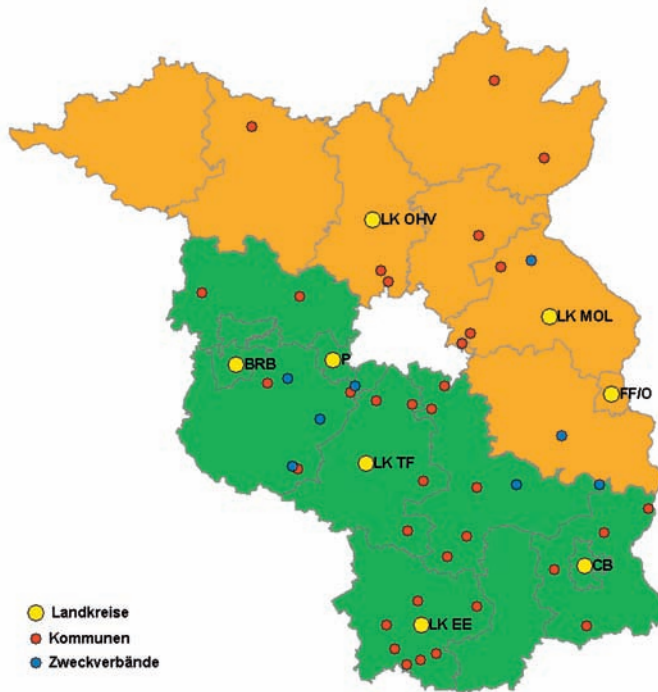 LK OHV
LK MOL
BRB
P
FF/O
LK TF
CB
LK EE
Landkreise
Kommunen
Zweckverbände